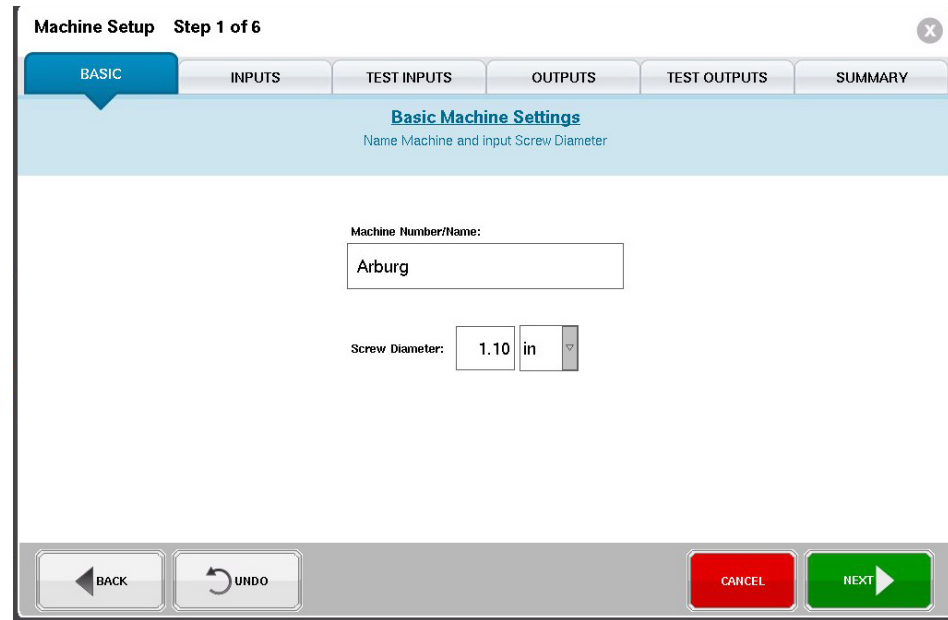 Machine Setup Step 1 of 6
X
BASIC INPUTS TEST INPUTS OUTPUTS TEST OUTPUTS SUMMARY
Basic Machine Settings
Name Machine and input Screw Diameter
Machine Number/Name:
Arburg
Screw Diameter: 1.10 in
BACK UNDO CANCEL NEXT